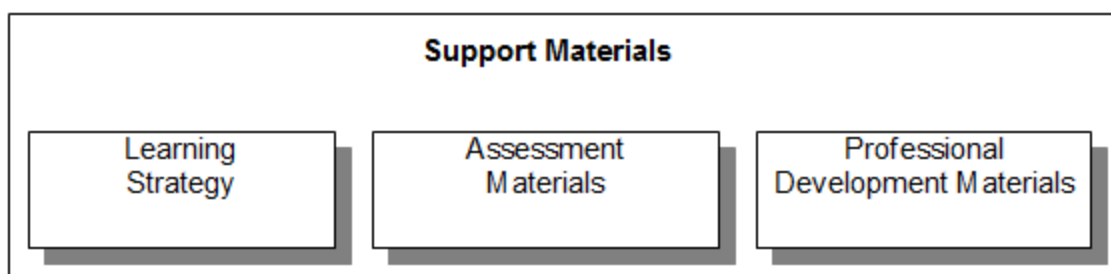 Support Materials
Learning
Strategy
Assessment
Materials
Professional
Development Materials